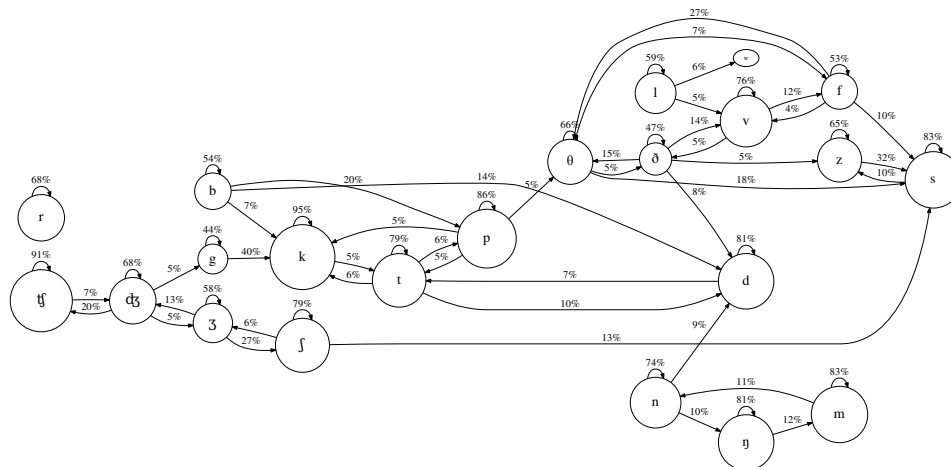 27%
7%
59%
6%
w
53%
l
76%
12%
f
5%
v
4%
10%
66%
47%
14%
65%
83%
θ
15%
ð
5%
5%
5%
z
32%
s
10%
54%
14%
20%
18%
68%
b
86%
5%
8%
r
7%
95%
5%
p
44%
79%
6%
81%
g
40%
k
5%
5%
91%
68%
5%
6%
t
7%
d
ʧ
7%
ʤ
13%
58%
10%
20%
5%
ʒ
6%
79%
9%
27%
ʃ
13%
74%
83%
n
11%
81%
10%
m
12%
ŋ